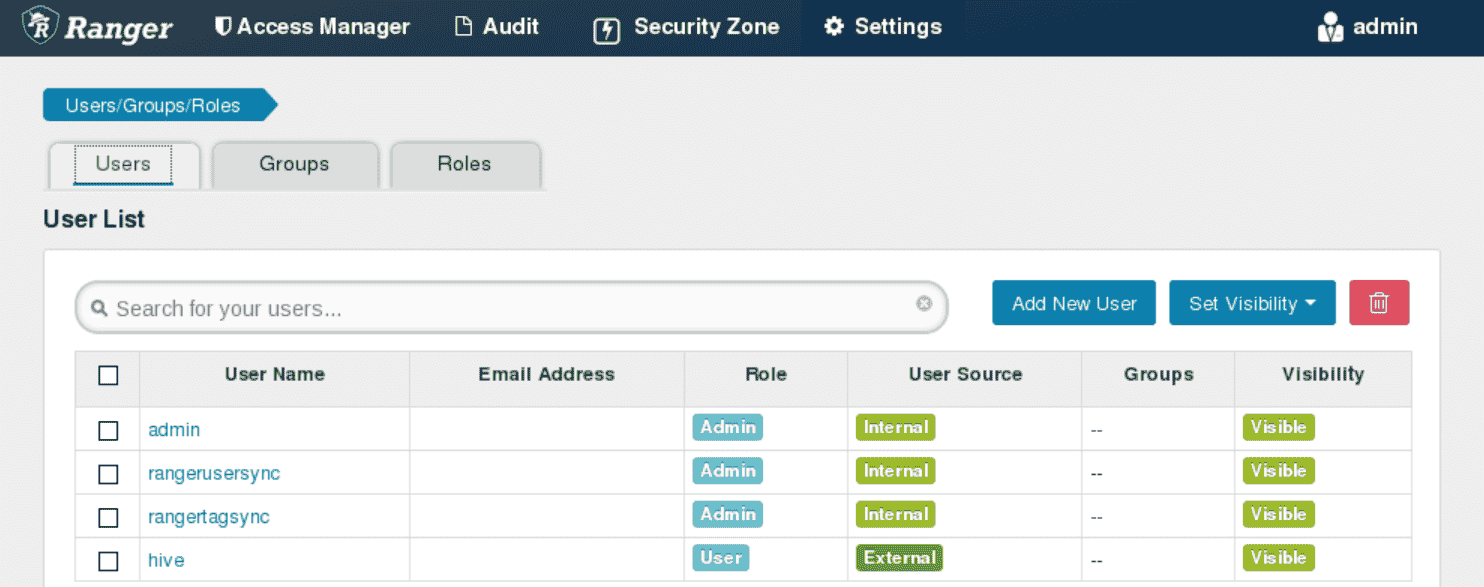 Ranger Access Manager Audit Security Zone Settings admin
Users/Groups/Roles
Users Groups Roles
User List
Search for your users... Add New User Set Visibility
User Name Email Address Role User Source Groups Visibility
admin Admin Internal -- Visible
rangerusersync Admin Internal -- Visible
rangertagsync Admin Internal -- Visible
hive User External -- Visible